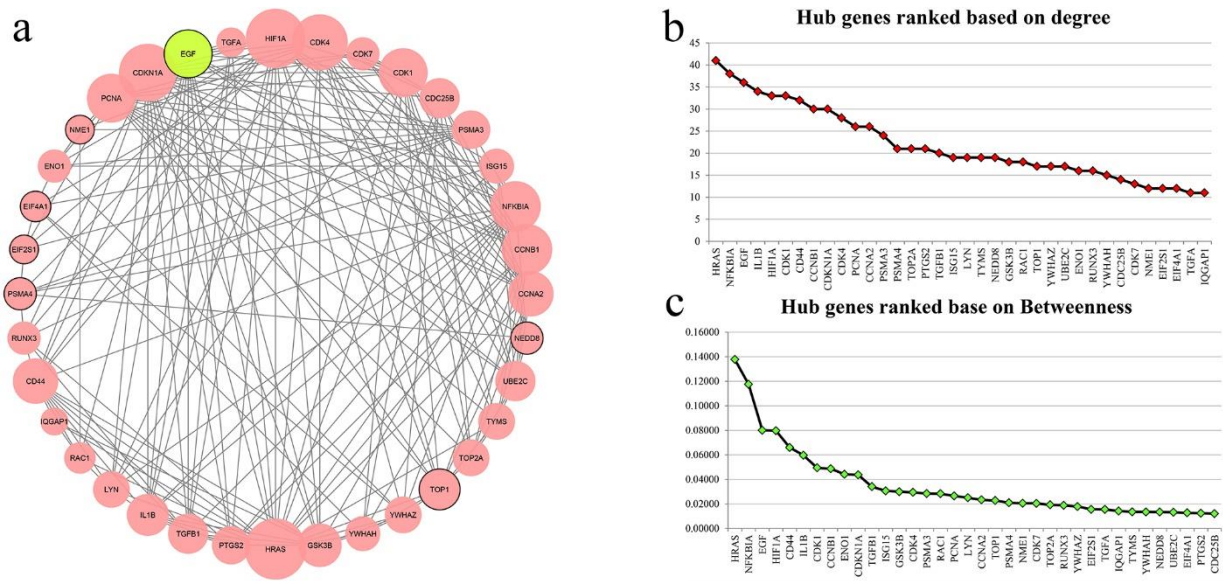 a
EGF
TGFA
HIF1A
CDK4
CDK7
CDK1
CDC25B
PSMA3
ISG15
NFKBIA
CCNB1
CCNA2
NEDD8
UBE2C
TYMS
TOP2A
TOP1
YWHAZ
YWHAH
GSK3B
HRAS
PTGS2
TGFB1
IL1B
LYN
RAC1
IQGAP1
CD44
RUNX3
PSMA4
EIF2S1
EIF4A1
ENO1
NME1
PCNA
CDKN1A
b
Hub genes ranked based on degree
45
40
35
30
25
20
15
10
5
0
HRAS
NFKBIA
EGF
IL1B
HIF1A
CDK1
CD44
CCNB1
CDKN1A
CDK4
PCNA
CCNA2
PSMA3
PSMA4
TOP2A
PTGS2
TGFB1
ISG15
LYN
TYMS
NEDD8
GSK3B
RAC1
TOP1
YWHAZ
UBE2C
ENO1
RUNX3
YWHAH
CDC25B
CDK7
NME1
EIF2S1
EIF4A1
TGFA
IQGAP1
c
Hub genes ranked base on Betweenness
0.16000
0.14000
0.12000
0.10000
0.08000
0.06000
0.04000
0.02000
0.00000
HRAS
NFKBIA
EGF
HIF1A
CD44
IL1B
CDK1
CCNB1
ENO1
CDKN1A
TGFB1
ISG15
GSK3B
CDK4
PSMA3
RAC1
PCNA
LYN
CCNA2
TOP1
PSMA4
NME1
CDK7
TOP2A
RUNX3
YWHAZ
EIF2S1
TGFA
IQGAP1
TYMS
YWHAH
NEDD8
UBE2C
EIF4A1
PTGS2
CDC25B